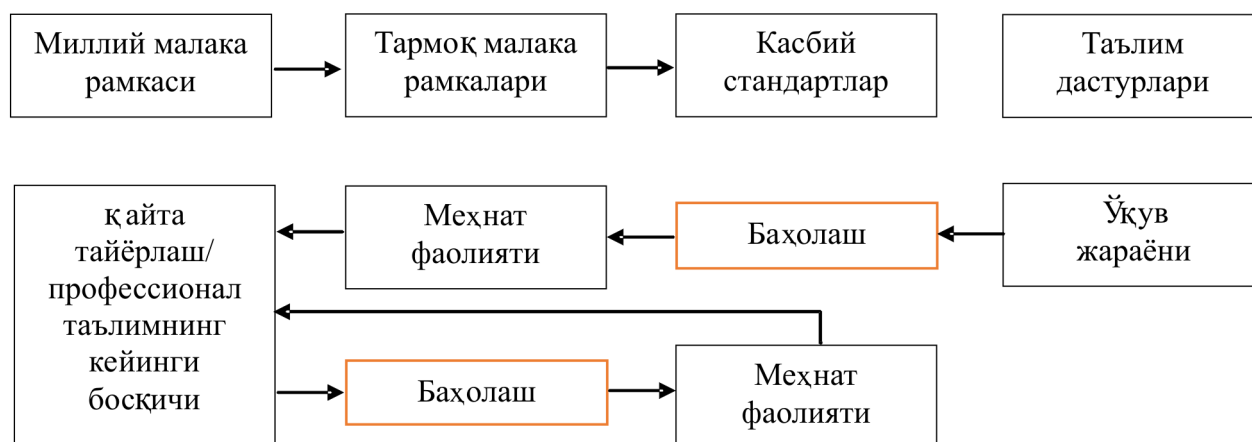 Миллий малака
рамкаси
Тармоқ малака
рамкалари
Касбий
стандартлар
Таълим
дастурлари
қайта
тайёрлаш/
профессионал
таълимнинг
кейинги
босқичи
Меҳнат
фаолияти
Баҳолаш
Ўқув
жараёни
Баҳолаш
Меҳнат
фаолияти